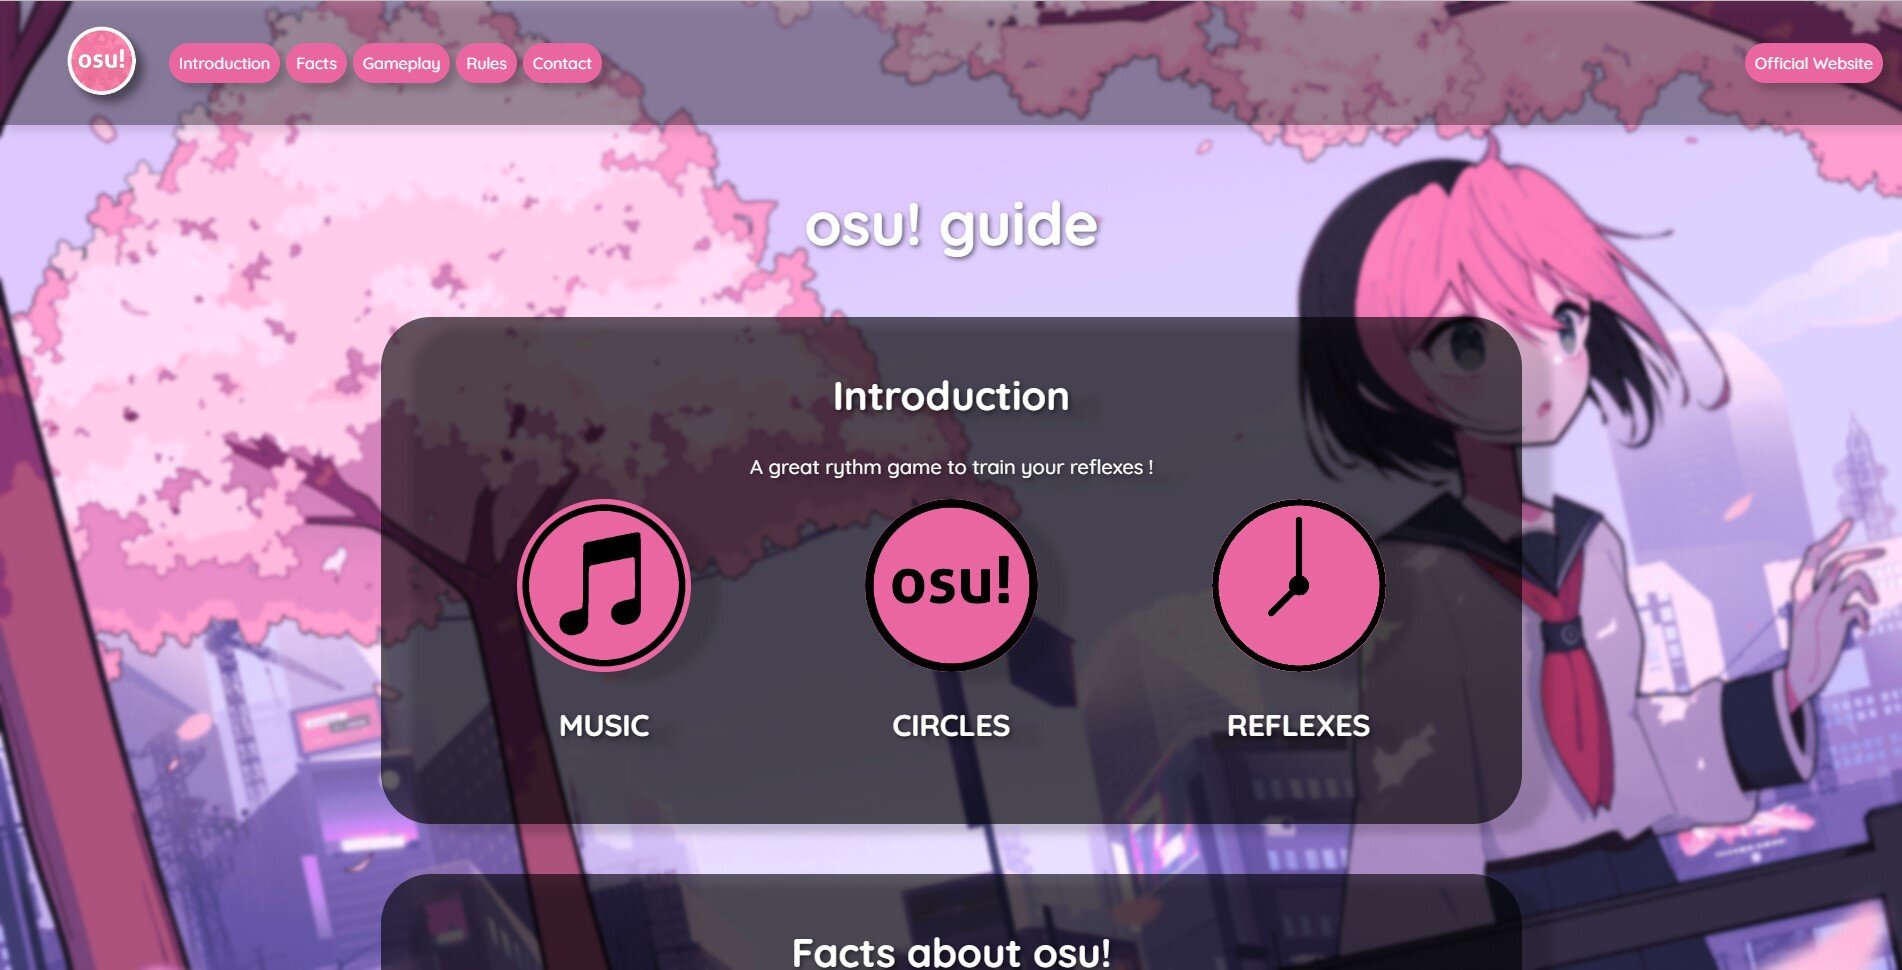 osu!
Introduction Facts Gameplay Rules Contact
Official Website
osu! guide
Introduction
A great rythm game to train your reflexes !
osu!
MUSIC CIRCLES REFLEXES
Facts about osu!